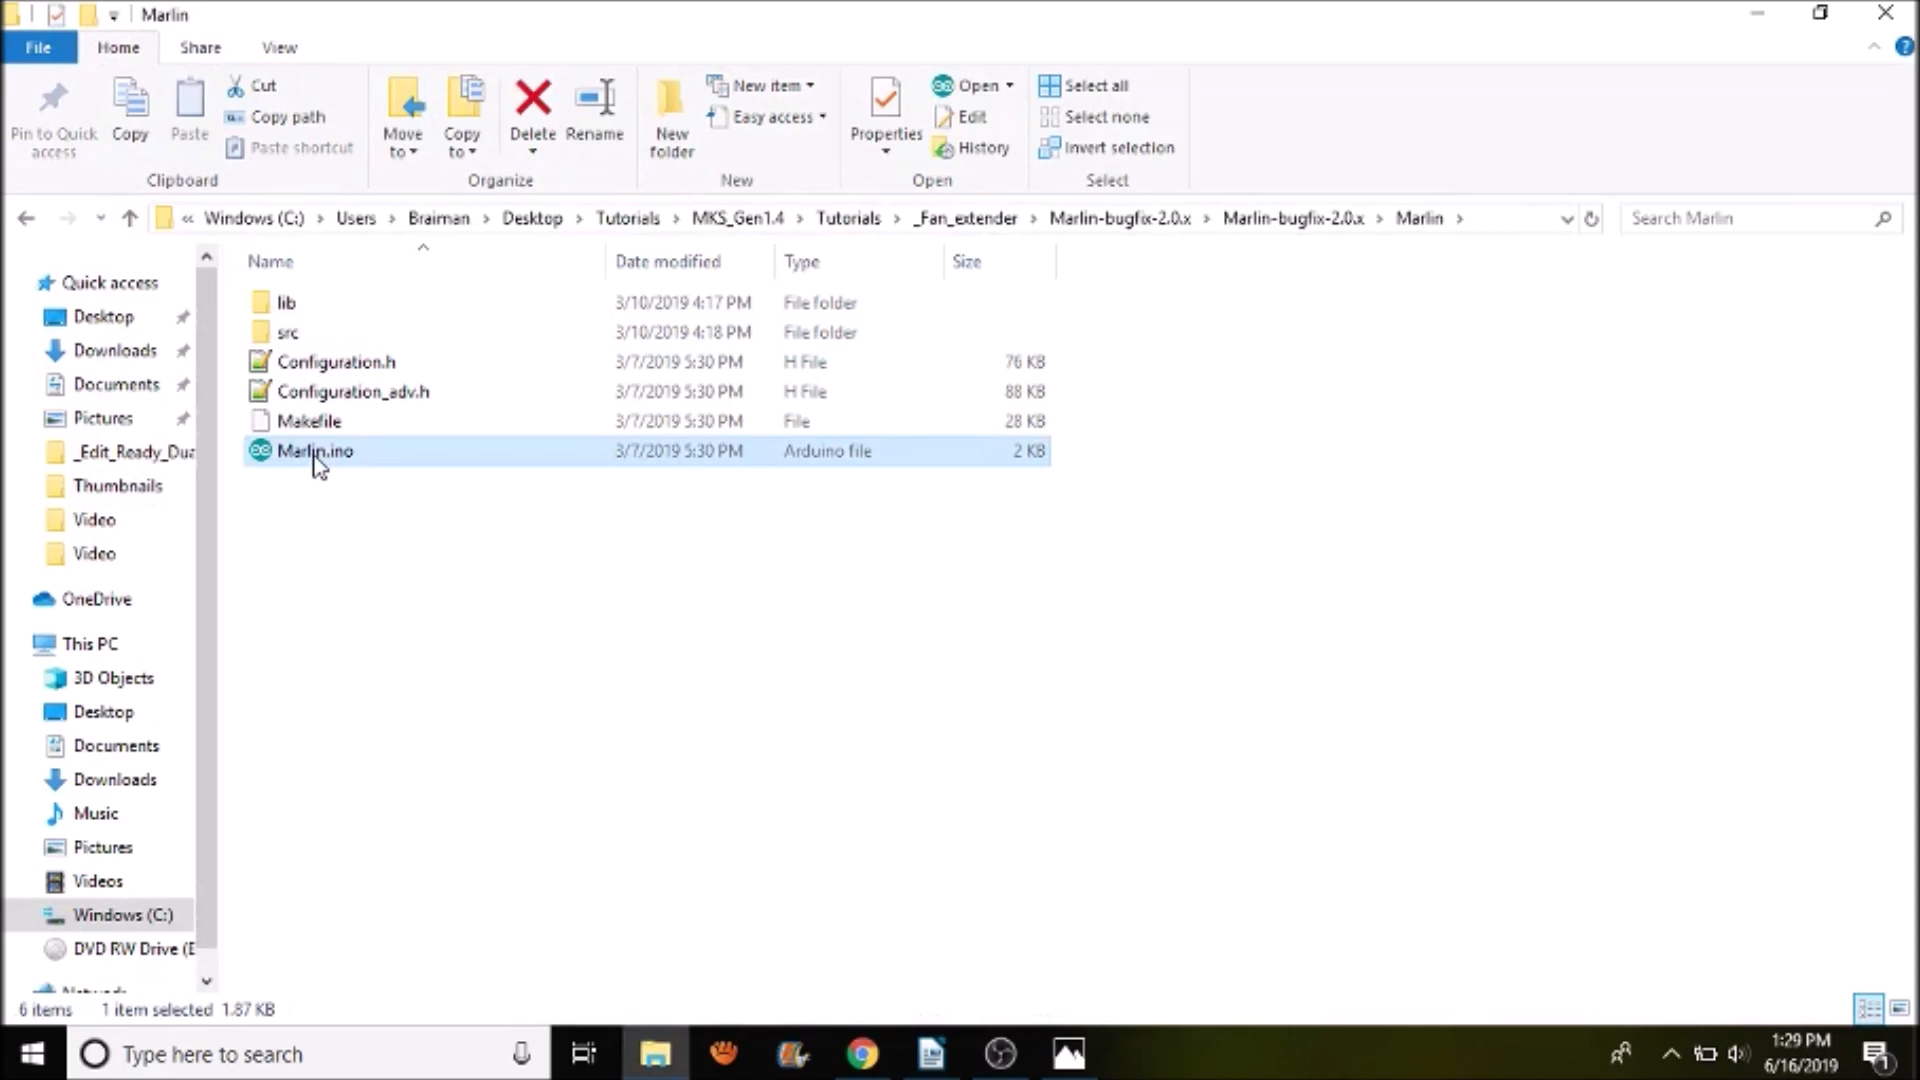 Marlin
File Home Share View
Pin to Quick access
Copy
Paste
Cut
Copy path
Paste shortcut
Clipboard
Move to
Copy to
Delete
Rename
Organize
New folder
New item
Easy access
New
Properties
Open
Edit
History
Open
Select all
Select none
Invert selection
Select
« Windows (C:) › Users › Braiman › Desktop › Tutorials › MKS_Gen1.4 › Tutorials › _Fan_extender › Marlin-bugfix-2.0.x › Marlin-bugfix-2.0.x › Marlin ›
Search Marlin
Quick access
Desktop
Downloads
Documents
Pictures
_Edit_Ready_Dua
Thumbnails
Video
Video
OneDrive
This PC
3D Objects
Desktop
Documents
Downloads
Music
Pictures
Videos
Windows (C:)
DVD RW Drive (E
Name Date modified Type Size
lib 3/10/2019 4:17 PM File folder
src 3/10/2019 4:18 PM File folder
Configuration.h 3/7/2019 5:30 PM H File 76 KB
Configuration_adv.h 3/7/2019 5:30 PM H File 88 KB
Makefile 3/7/2019 5:30 PM File 28 KB
Marlin.ino 3/7/2019 5:30 PM Arduino file 2 KB
6 items 1 item selected 1.87 KB
Type here to search
1:29 PM
6/16/2019
1